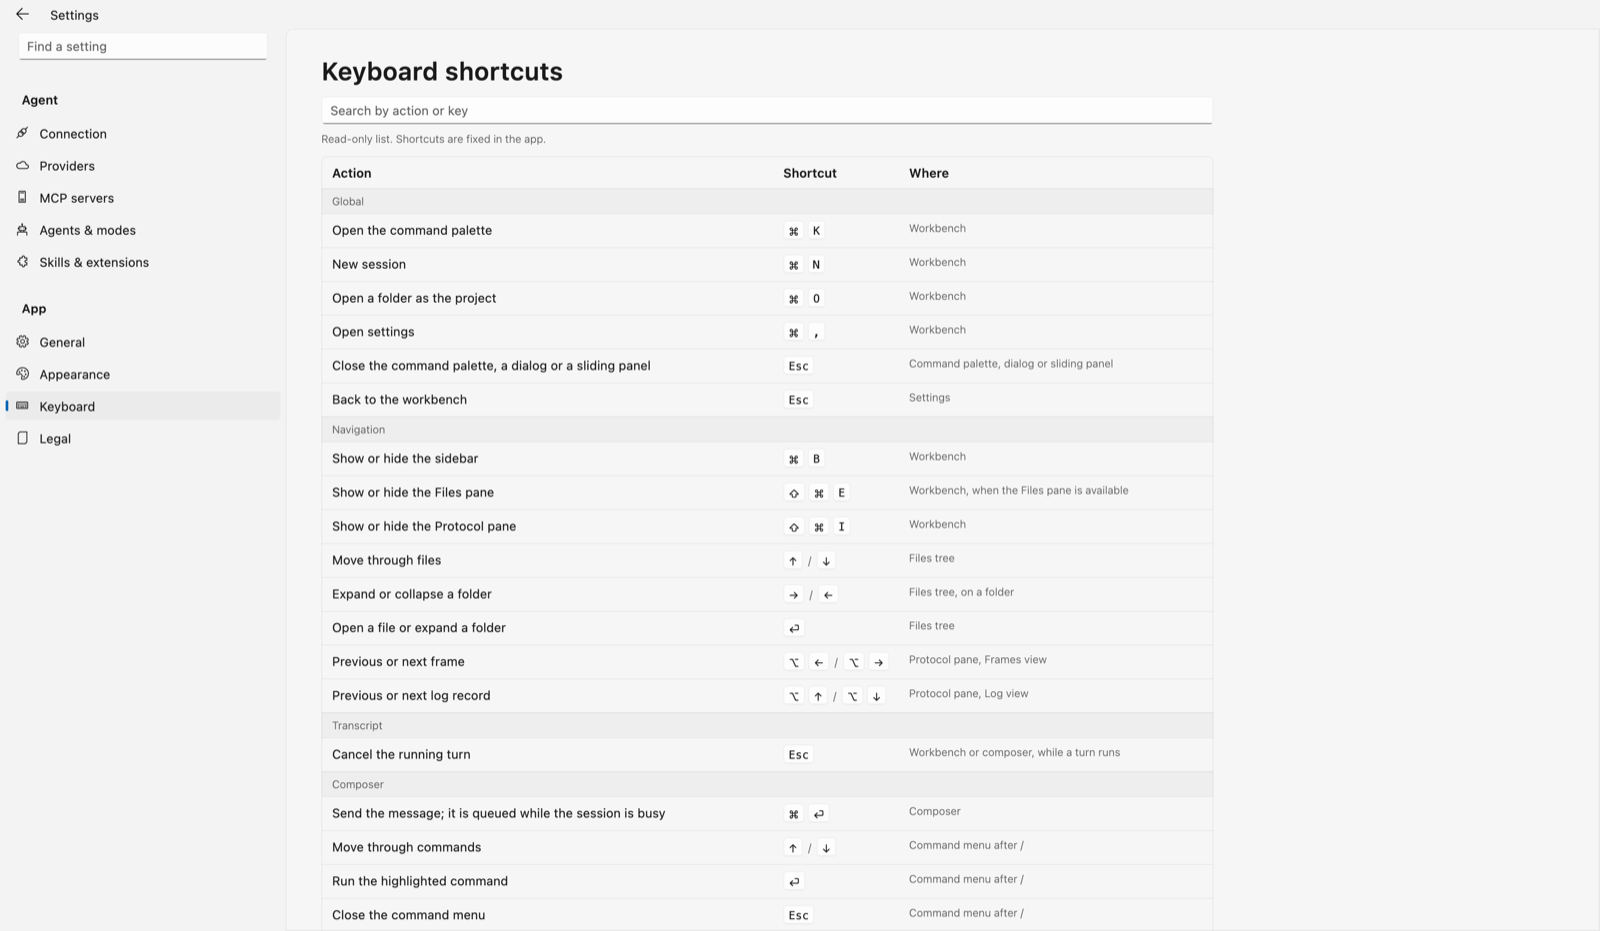 Settings
Find a setting
Agent
Connection
Providers
MCP servers
Agents & modes
Skills & extensions
App
General
Appearance
Keyboard
Legal
Keyboard shortcuts
Search by action or key
Read-only list. Shortcuts are fixed in the app.
Action Shortcut Where
Global
Open the command palette ⌘ K Workbench
New session ⌘ N Workbench
Open a folder as the project ⌘ O Workbench
Open settings ⌘ , Workbench
Close the command palette, a dialog or a sliding panel Esc Command palette, dialog or sliding panel
Back to the workbench Esc Settings
Navigation
Show or hide the sidebar ⌘ B Workbench
Show or hide the Files pane ⇧ ⌘ E Workbench, when the Files pane is available
Show or hide the Protocol pane ⇧ ⌘ I Workbench
Move through files ↑ / ↓ Files tree
Expand or collapse a folder → / ← Files tree, on a folder
Open a file or expand a folder ⏎ Files tree
Previous or next frame ⌥ ← / ⌥ → Protocol pane, Frames view
Previous or next log record ⌥ ↑ / ⌥ ↓ Protocol pane, Log view
Transcript
Cancel the running turn Esc Workbench or composer, while a turn runs
Composer
Send the message; it is queued while the session is busy ⌘ ⏎ Composer
Move through commands ↑ / ↓ Command menu after /
Run the highlighted command ⏎ Command menu after /
Close the command menu Esc Command menu after /